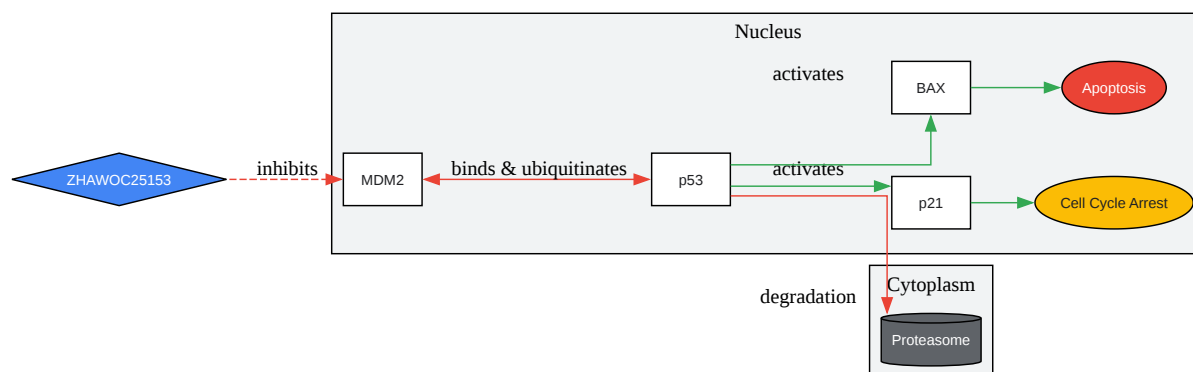 Nucleus
activates
BAX
Apoptosis
ZHAWOC25153
inhibits
MDM2
binds & ubiquitinates
p53
activates
p21
Cell Cycle Arrest
degradation
Cytoplasm
Proteasome